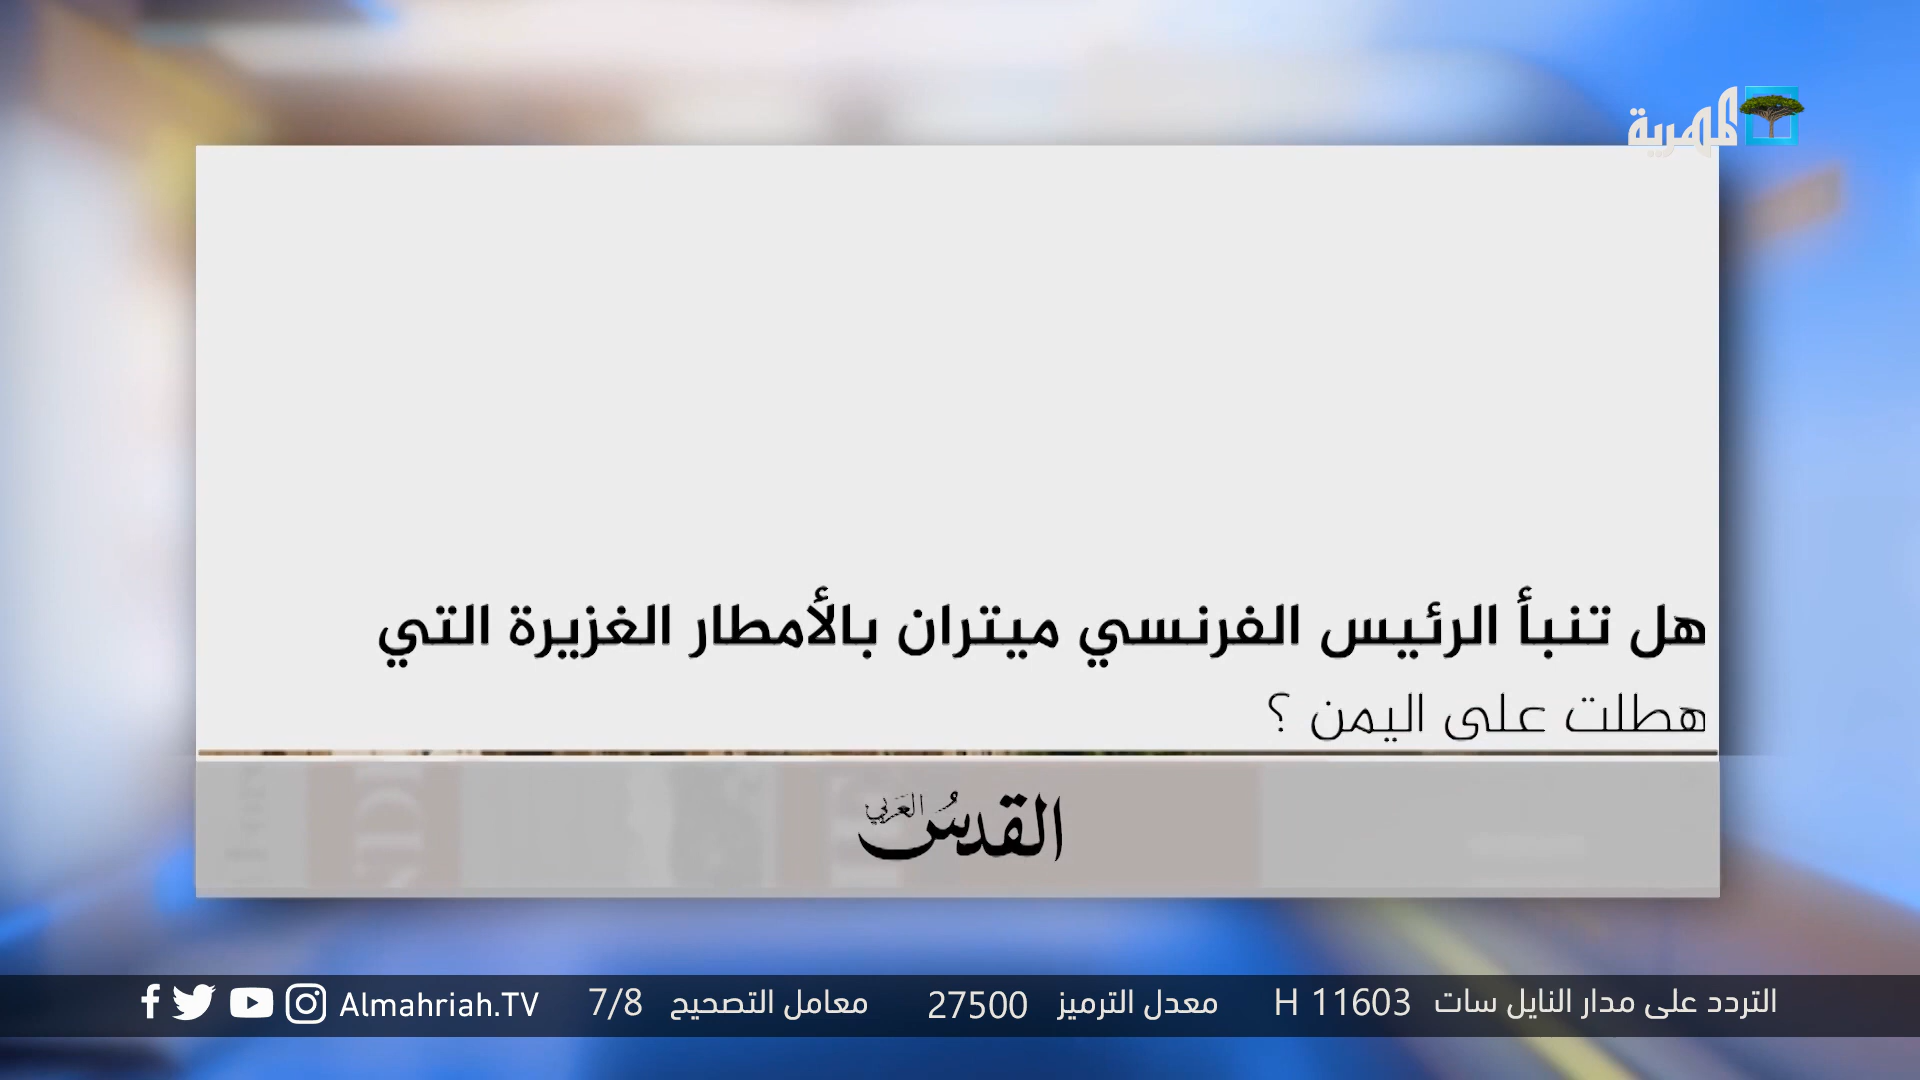 المهرية
هل تنبأ الرئيس الفرنسي ميتران بالأمطار الغزيرة التي
هطلت على اليمن ؟
القدس العربي
التردد على مدار النايل سات 11603 H معدل الترميز 27500 معامل التصحيح 7/8 Almahriah.TV